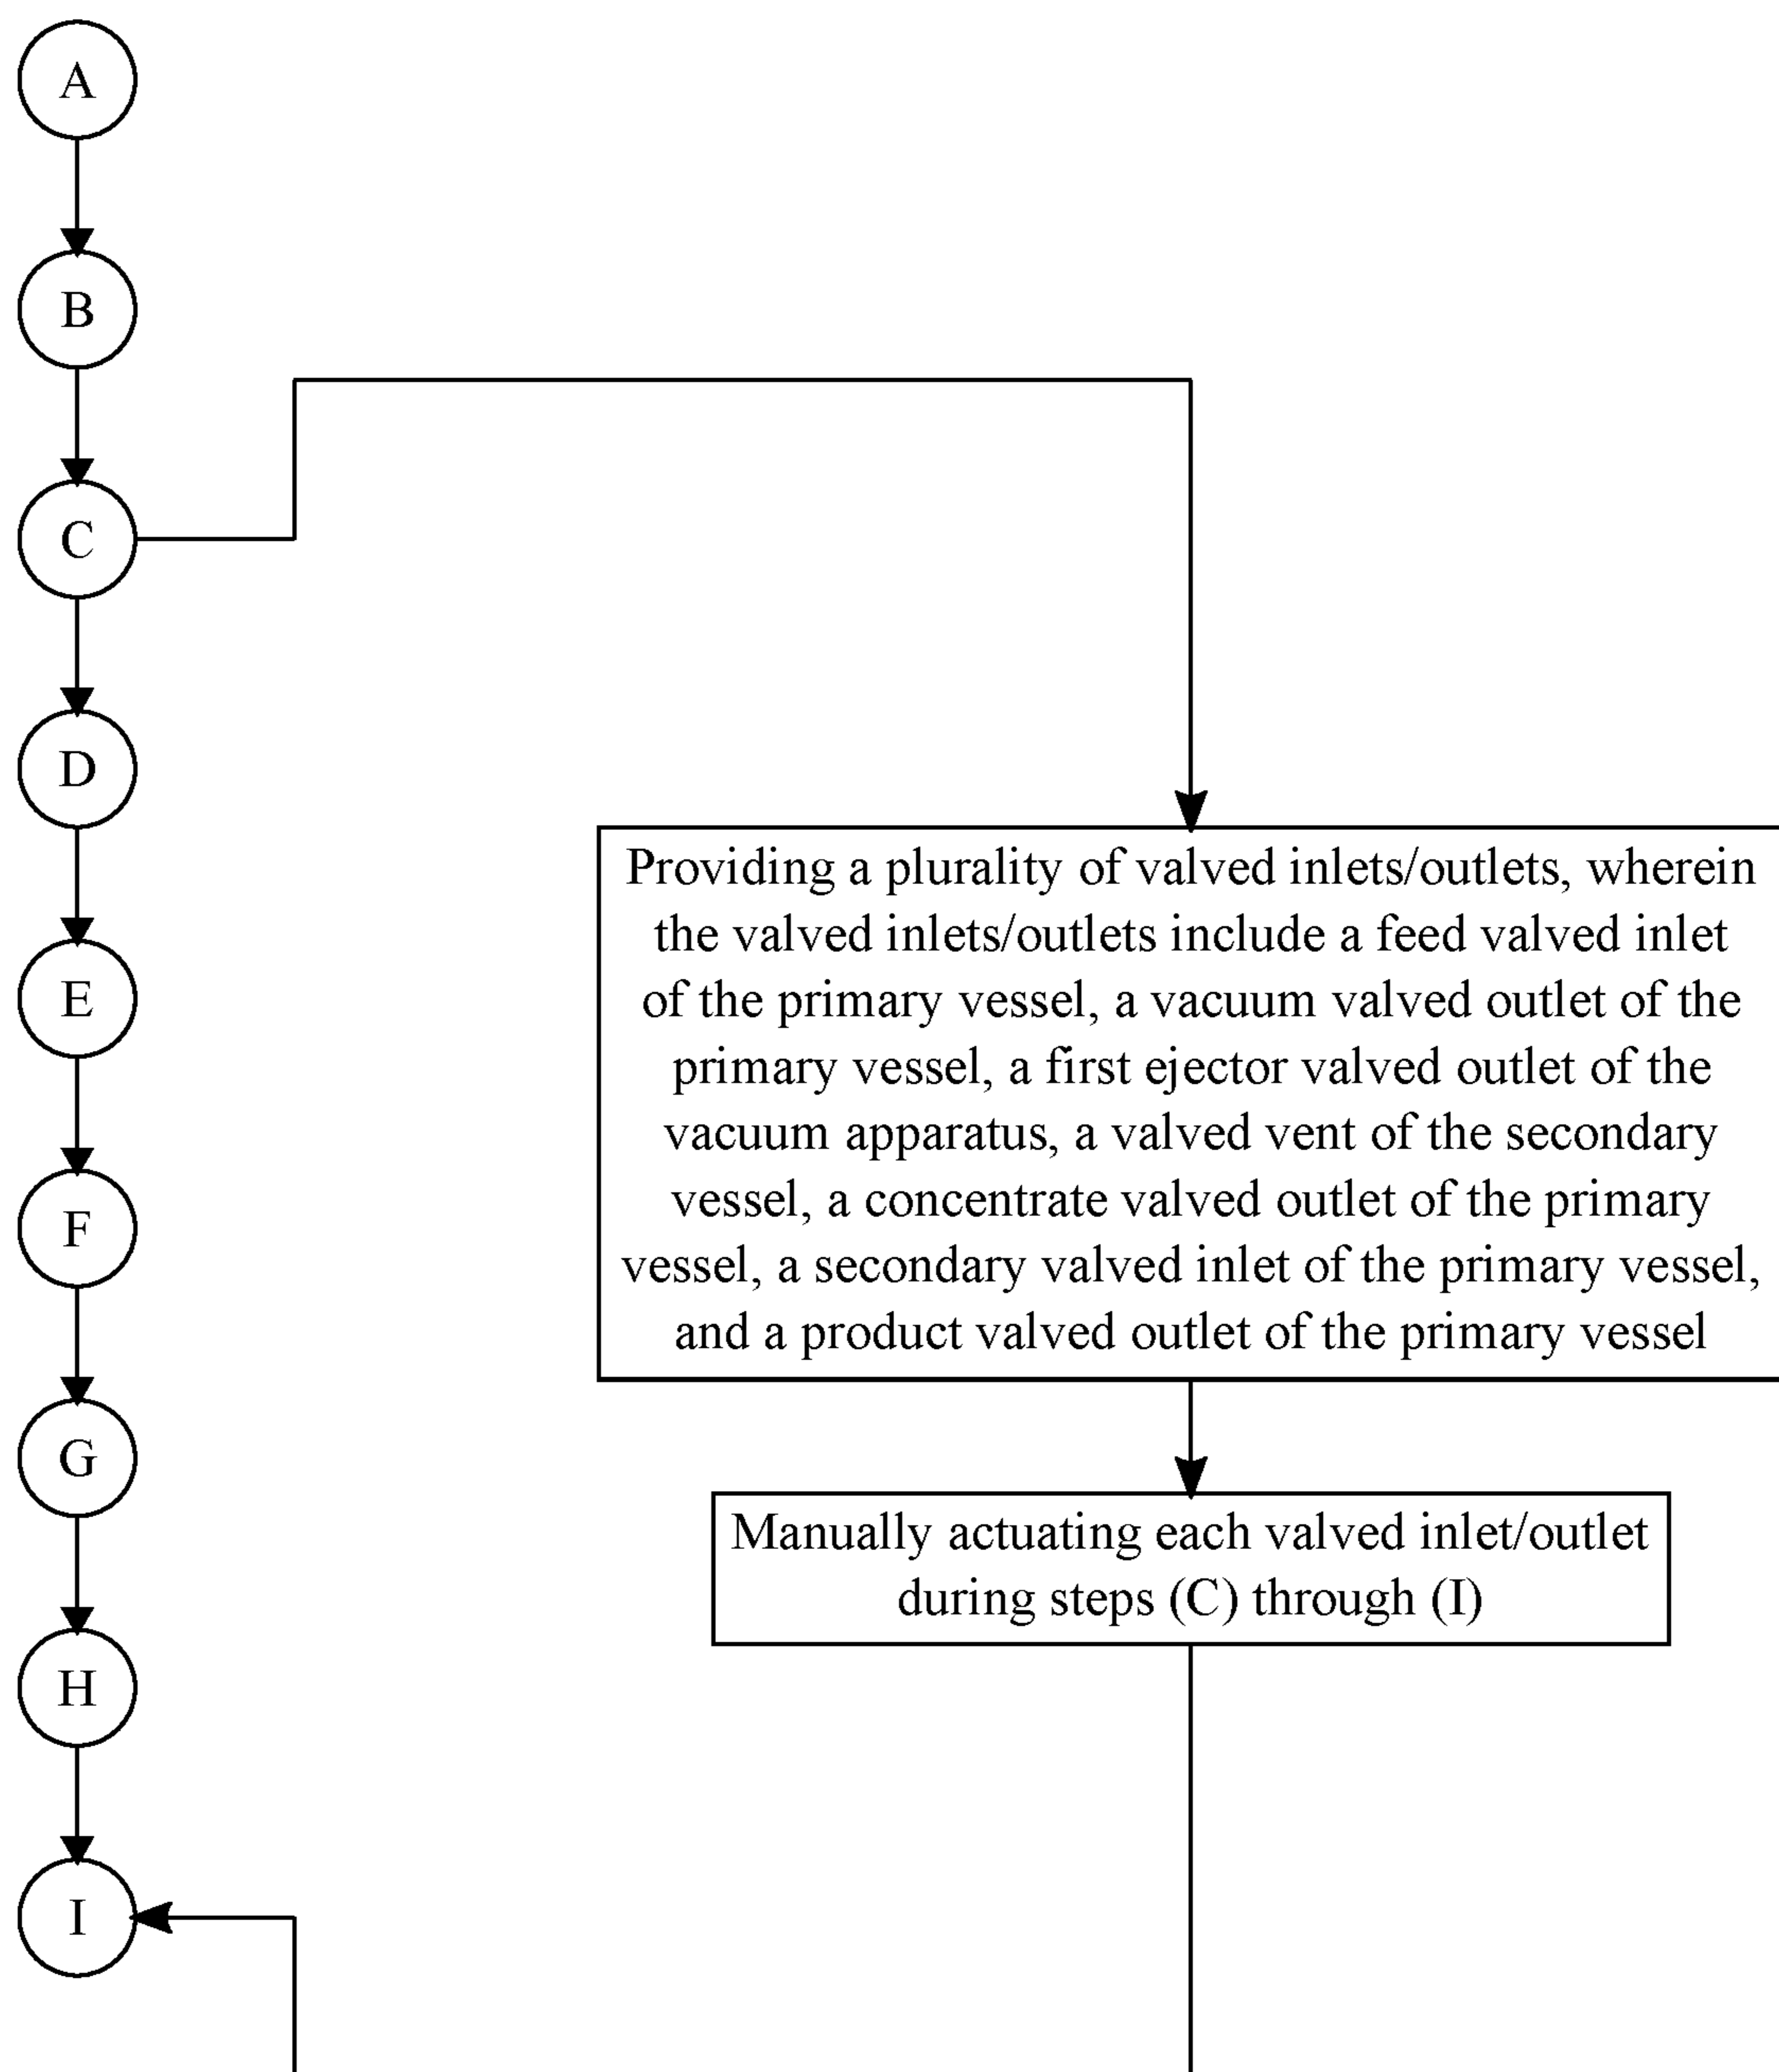 A
B
C
D
E
F
G
H
I
Providing a plurality of valved inlets/outlets, wherein
the valved inlets/outlets include a feed valved inlet
of the primary vessel, a vacuum valved outlet of the
primary vessel, a first ejector valved outlet of the
vacuum apparatus, a valved vent of the secondary
vessel, a concentrate valved outlet of the primary
vessel, a secondary valved inlet of the primary vessel,
and a product valved outlet of the primary vessel
Manually actuating each valved inlet/outlet
during steps (C) through (I)